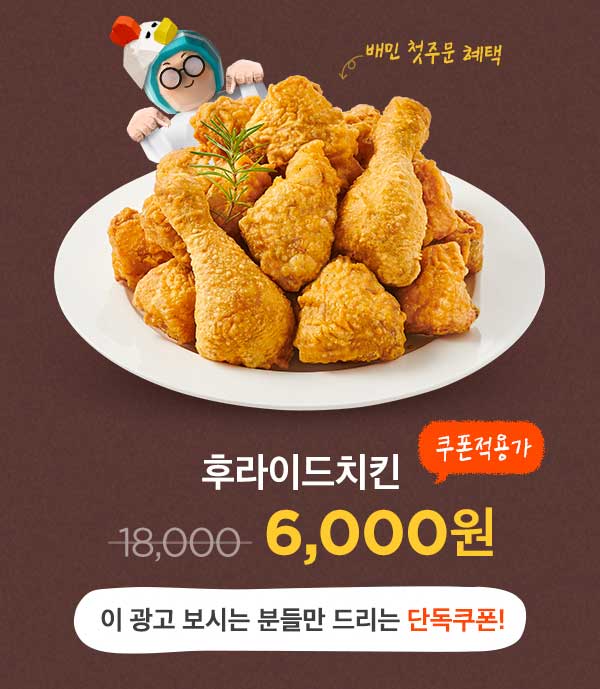 배민 첫주문 혜택
쿠폰적용가
후라이드치킨
18,000 6,000원
이 광고 보시는 분들만 드리는 단독쿠폰!